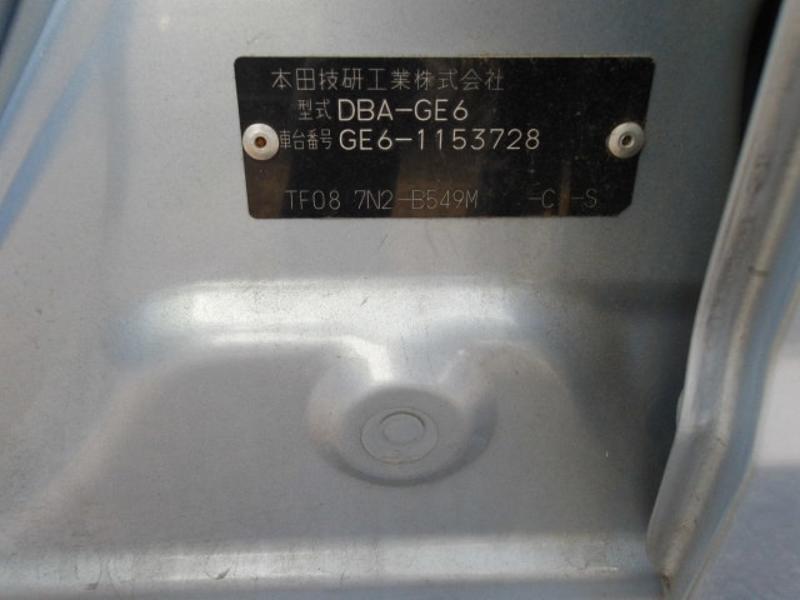 本田技研工業株式会社
型式 DBA-GE6
車台番号 GE6-1153728
TF08 7N2-B549M -C -S